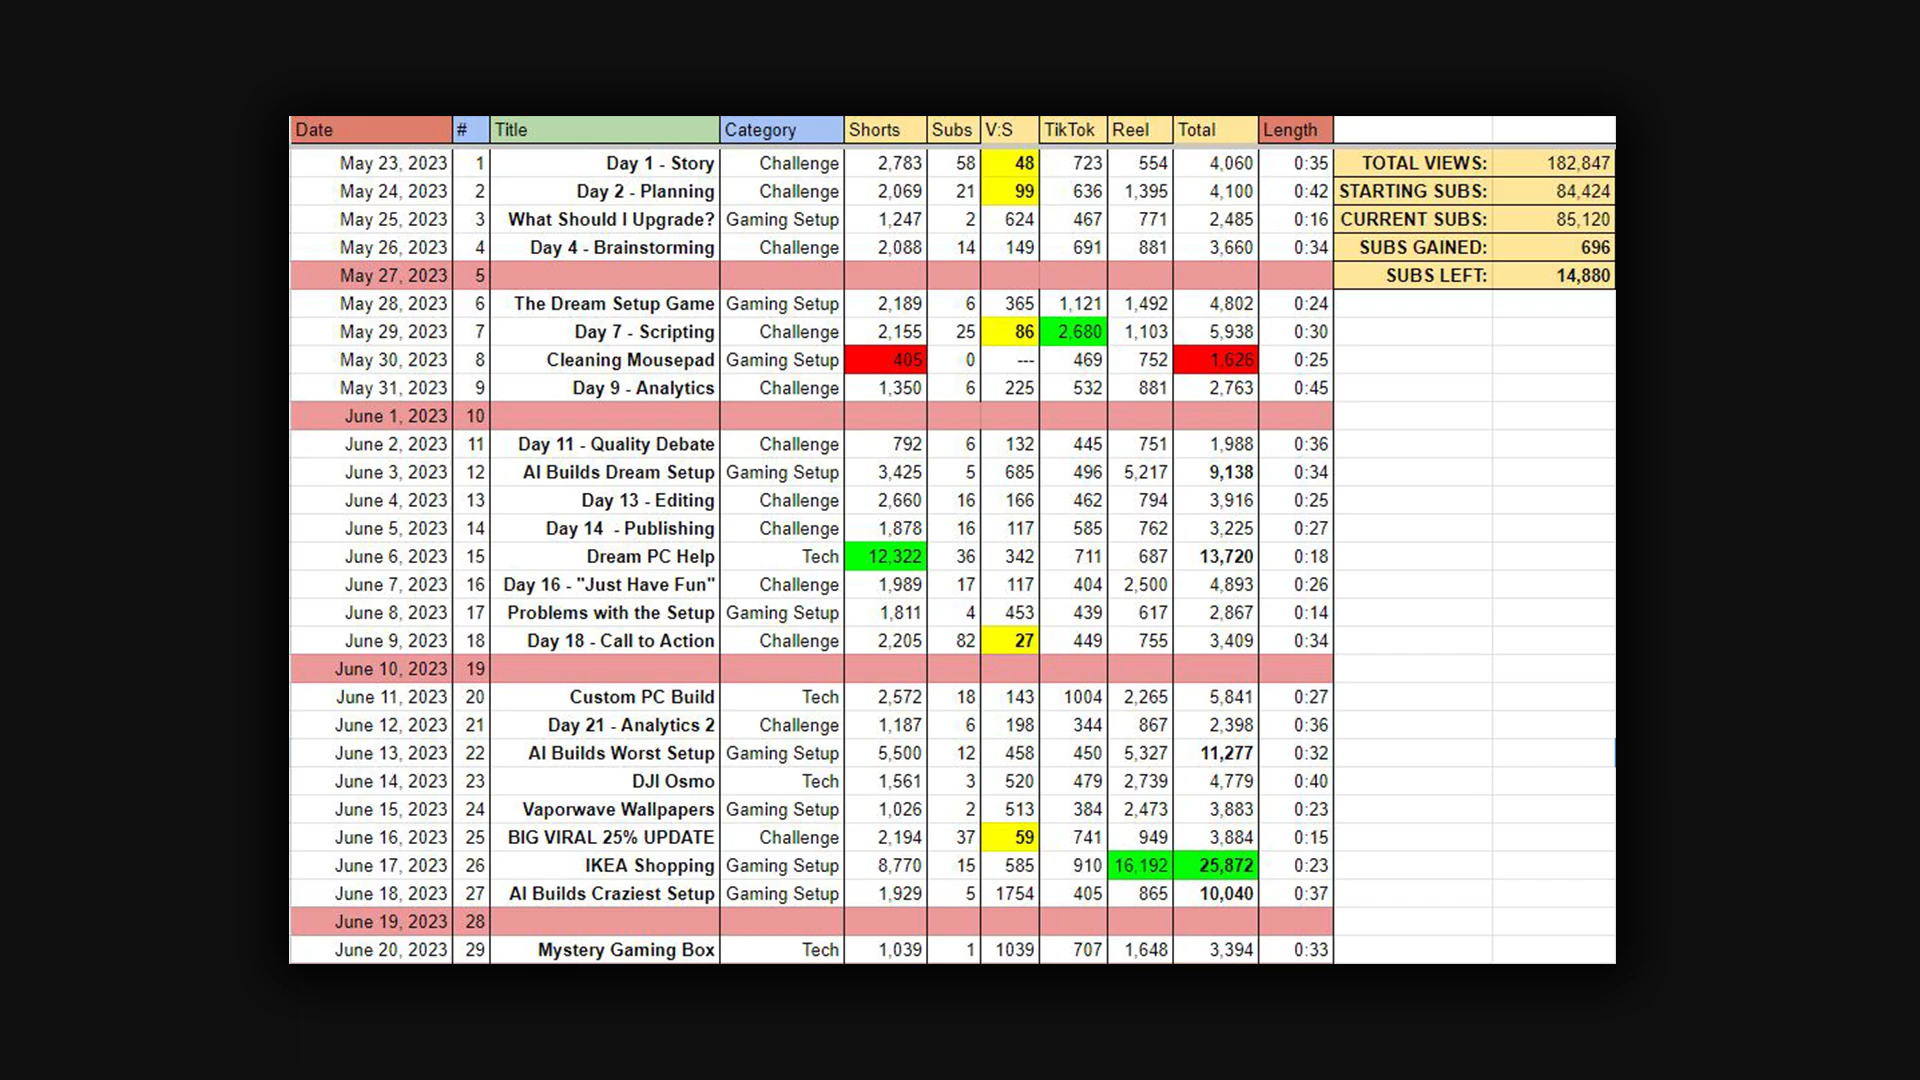 Date # Title Category Shorts Subs V:S TikTok Reel Total Length
May 23, 2023 1 Day 1 - Story Challenge 2,783 58 48 723 554 4,060 0:35 TOTAL VIEWS: 182,847
May 24, 2023 2 Day 2 - Planning Challenge 2,069 21 99 636 1,395 4,100 0:42 STARTING SUBS: 84,424
May 25, 2023 3 What Should I Upgrade? Gaming Setup 1,247 2 624 467 771 2,485 0:16 CURRENT SUBS: 85,120
May 26, 2023 4 Day 4 - Brainstorming Challenge 2,088 14 149 691 881 3,660 0:34 SUBS GAINED: 696
May 27, 2023 5 SUBS LEFT: 14,880
May 28, 2023 6 The Dream Setup Game Gaming Setup 2,189 6 365 1,121 1,492 4,802 0:24
May 29, 2023 7 Day 7 - Scripting Challenge 2,155 25 86 2,680 1,103 5,938 0:30
May 30, 2023 8 Cleaning Mousepad Gaming Setup 405 0 --- 469 752 1,626 0:25
May 31, 2023 9 Day 9 - Analytics Challenge 1,350 6 225 532 881 2,763 0:45
June 1, 2023 10
June 2, 2023 11 Day 11 - Quality Debate Challenge 792 6 132 445 751 1,988 0:36
June 3, 2023 12 AI Builds Dream Setup Gaming Setup 3,425 5 685 496 5,217 9,138 0:34
June 4, 2023 13 Day 13 - Editing Challenge 2,660 16 166 462 794 3,916 0:25
June 5, 2023 14 Day 14 - Publishing Challenge 1,878 16 117 585 762 3,225 0:27
June 6, 2023 15 Dream PC Help Tech 12,322 36 342 711 687 13,720 0:18
June 7, 2023 16 Day 16 - "Just Have Fun" Challenge 1,989 17 117 404 2,500 4,893 0:26
June 8, 2023 17 Problems with the Setup Gaming Setup 1,811 4 453 439 617 2,867 0:14
June 9, 2023 18 Day 18 - Call to Action Challenge 2,205 82 27 449 755 3,409 0:34
June 10, 2023 19
June 11, 2023 20 Custom PC Build Tech 2,572 18 143 1004 2,265 5,841 0:27
June 12, 2023 21 Day 21 - Analytics 2 Challenge 1,187 6 198 344 867 2,398 0:36
June 13, 2023 22 AI Builds Worst Setup Gaming Setup 5,500 12 458 450 5,327 11,277 0:32
June 14, 2023 23 DJI Osmo Tech 1,561 3 520 479 2,739 4,779 0:40
June 15, 2023 24 Vaporwave Wallpapers Gaming Setup 1,026 2 513 384 2,473 3,883 0:23
June 16, 2023 25 BIG VIRAL 25% UPDATE Challenge 2,194 37 59 741 949 3,884 0:15
June 17, 2023 26 IKEA Shopping Gaming Setup 8,770 15 585 910 16,192 25,872 0:23
June 18, 2023 27 AI Builds Craziest Setup Gaming Setup 1,929 5 1754 405 865 10,040 0:37
June 19, 2023 28
June 20, 2023 29 Mystery Gaming Box Tech 1,039 1 1039 707 1,648 3,394 0:33